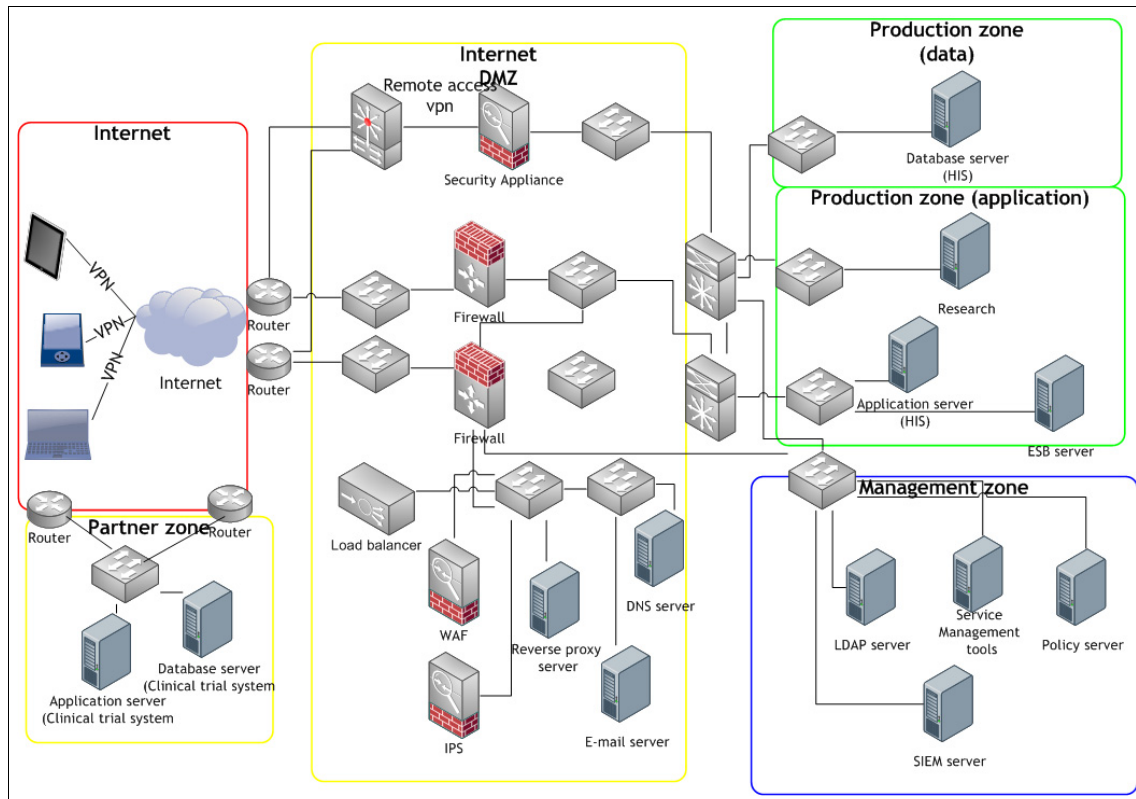 Internet
VPN
VPN
VPN
Internet
Router
Router
Router
Router
Partner zone
Database server
(Clinical trial system
Application server
(Clinical trial system
Internet
DMZ
Remote access
vpn
Security Appliance
Firewall
Firewall
Load balancer
WAF
IPS
Reverse proxy
server
DNS server
E-mail server
Production zone
(data)
Database server
(HIS)
Production zone (application)
Research
Application server
(HIS)
ESB server
Management zone
LDAP server
Service
Management
tools
Policy server
SIEM server